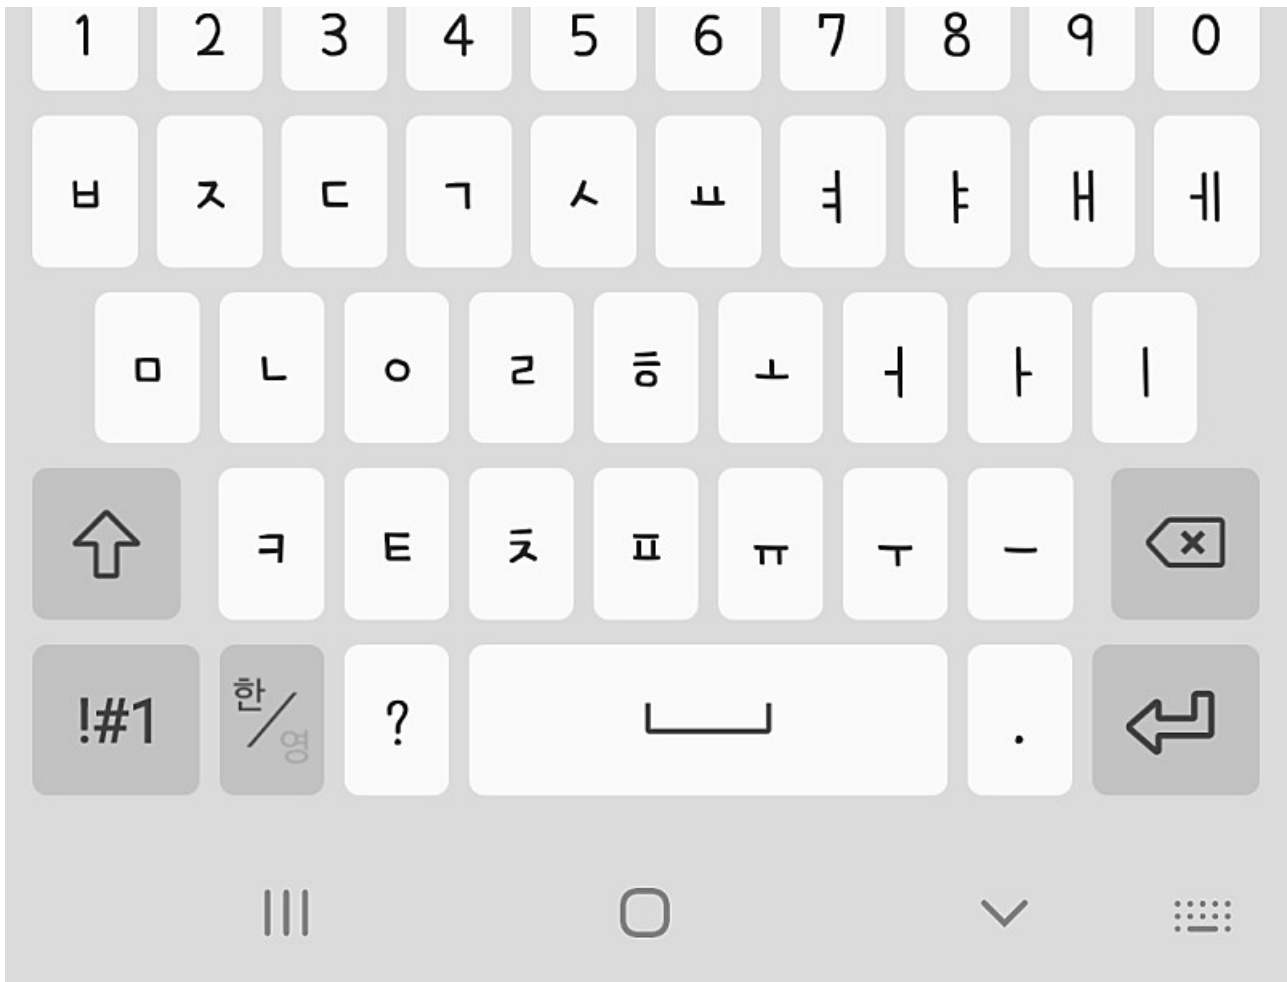 1 2 3 4 5 6 7 8 9 0
ㅂ ㅈ ㄷ ㄱ ㅅ ㅛ ㅕ ㅑ ㅐ ㅔ
ㅁ ㄴ ㅇ ㄹ ㅎ ㅗ ㅓ ㅏ ㅣ
ㅋ ㅌ ㅊ ㅍ ㅠ ㅜ ㅡ
!#1 한/영 ? .